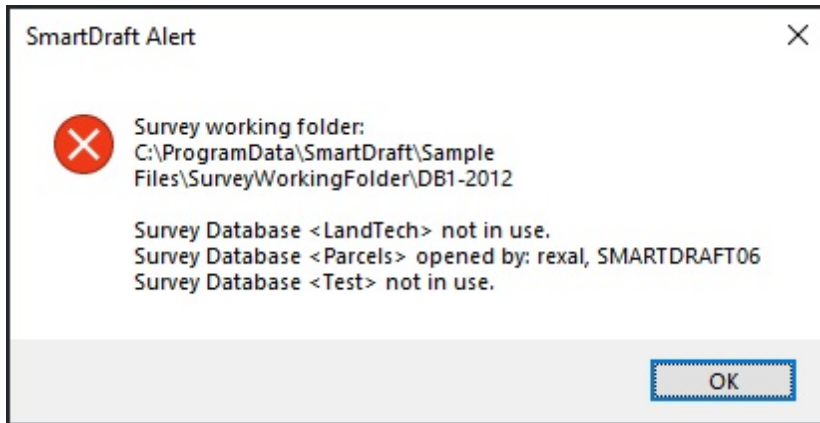 SmartDraft Alert
Survey working folder:
C:\ProgramData\SmartDraft\Sample
Files\SurveyWorkingFolder\DB1-2012
Survey Database <LandTech> not in use.
Survey Database <Parcels> opened by: rexal, SMARTDRAFT06
Survey Database <Test> not in use.
OK